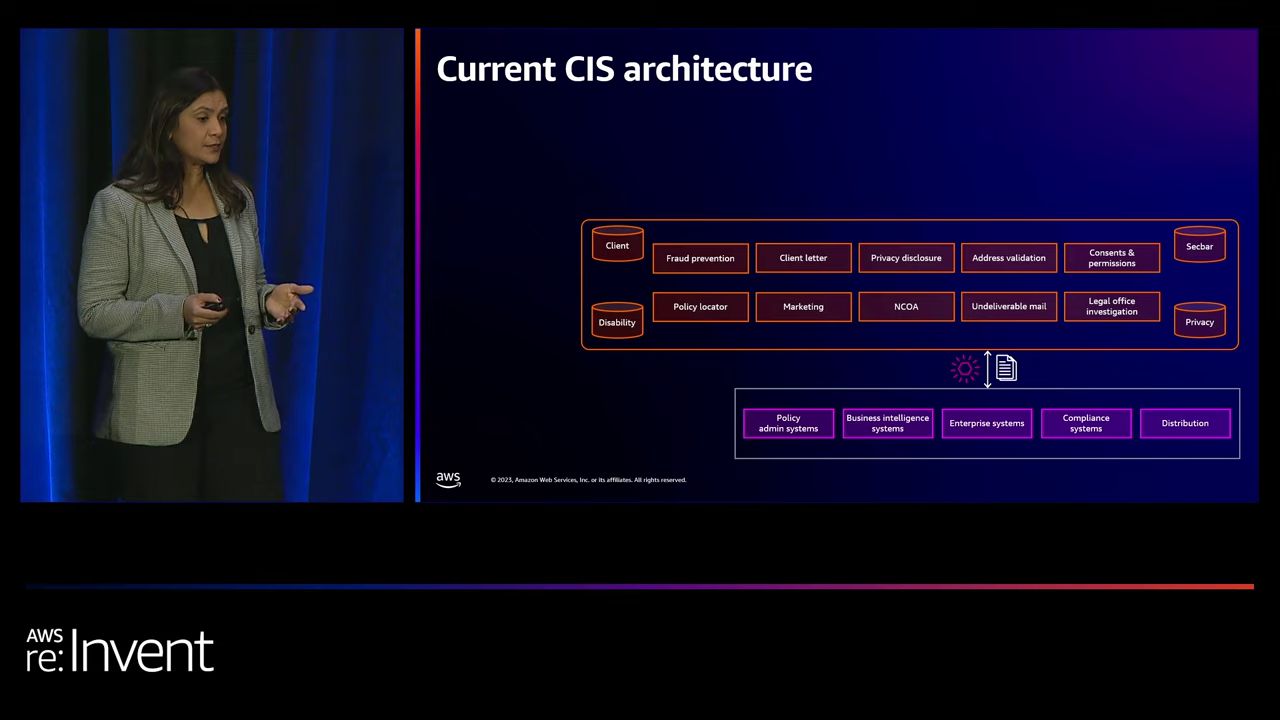 Current CIS architecture
Client
Fraud prevention
Client letter
Privacy disclosure
Address validation
Consents &
permissions
Secbar
Disability
Policy locator
Marketing
NCOA
Undeliverable mail
Legal office
investigation
Privacy
Policy
admin systems
Business intelligence
systems
Enterprise systems
Compliance
systems
Distribution
aws
© 2023, Amazon Web Services, Inc. or its affiliates. All rights reserved.
AWS
re:Invent